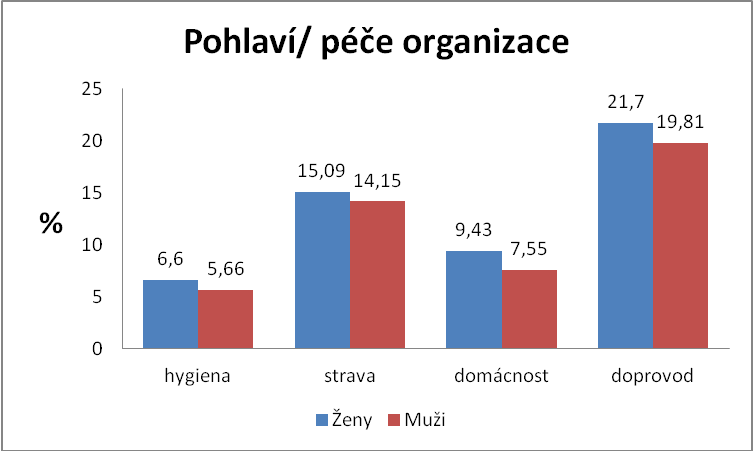 Pohlaví/ péče organizace
%
25
20
15
10
5
0
6,6
5,66
15,09
14,15
9,43
7,55
21,7
19,81
hygiena
strava
domácnost
doprovod
Ženy
Muži